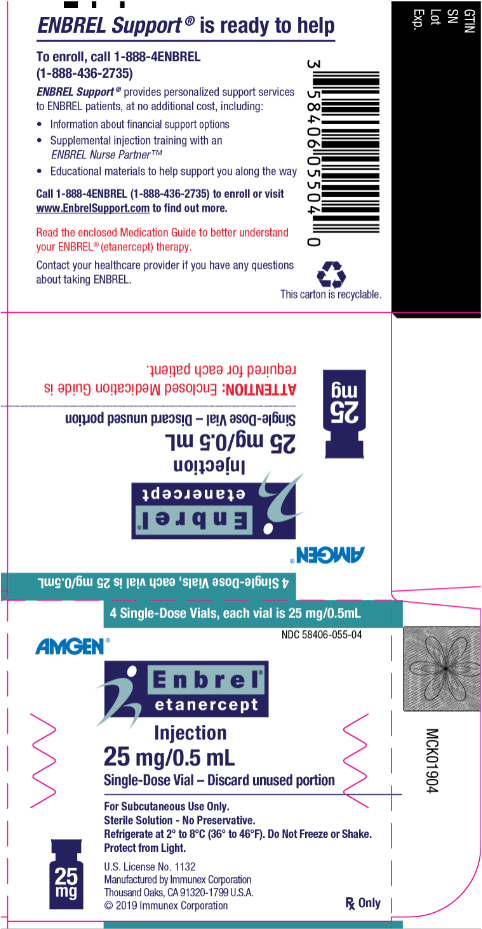 ENBREL Support® is ready to help
To enroll, call 1-888-4ENBREL
(1-888-436-2735)
ENBREL Support® provides personalized support services
to ENBREL patients, at no additional cost, including:
• Information about financial support options
• Supplemental injection training with an
ENBREL Nurse Partner™
• Educational materials to help support you along the way
Call 1-888-4ENBREL (1-888-436-2735) to enroll or visit
www.EnbrelSupport.com to find out more.
Read the enclosed Medication Guide to better understand
your ENBREL® (etanercept) therapy.
Contact your healthcare provider if you have any questions
about taking ENBREL.
3 58406 05504 0
This carton is recyclable.
GTIN
SN
Lot
Exp.
4 Single-Dose Vials, each vial is 25 mg/0.5mL
AMGEN®
Enbrel®
etanercept
Injection
25 mg/0.5 mL
Single-Dose Vial – Discard unused portion
ATTENTION: Enclosed Medication Guide is
required for each patient.
25
mg
4 Single-Dose Vials, each vial is 25 mg/0.5mL
NDC 58406-055-04
AMGEN®
Enbrel®
etanercept
Injection
25 mg/0.5 mL
Single-Dose Vial – Discard unused portion
For Subcutaneous Use Only.
Sterile Solution - No Preservative.
Refrigerate at 2° to 8°C (36° to 46°F). Do Not Freeze or Shake.
Protect from Light.
U.S. License No. 1132
Manufactured by Immunex Corporation
Thousand Oaks, CA 91320-1799 U.S.A.
© 2019 Immunex Corporation
25
mg
Rx Only
MCK01904